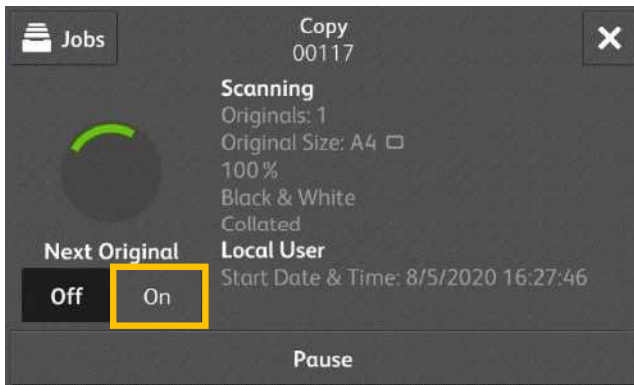 Jobs
Copy
00117
Scanning
Originals: 1
Original Size: A4
100%
Black & White
Collated
Next Original
Local User
Off On
Start Date & Time: 8/5/2020 16:27:46
Pause